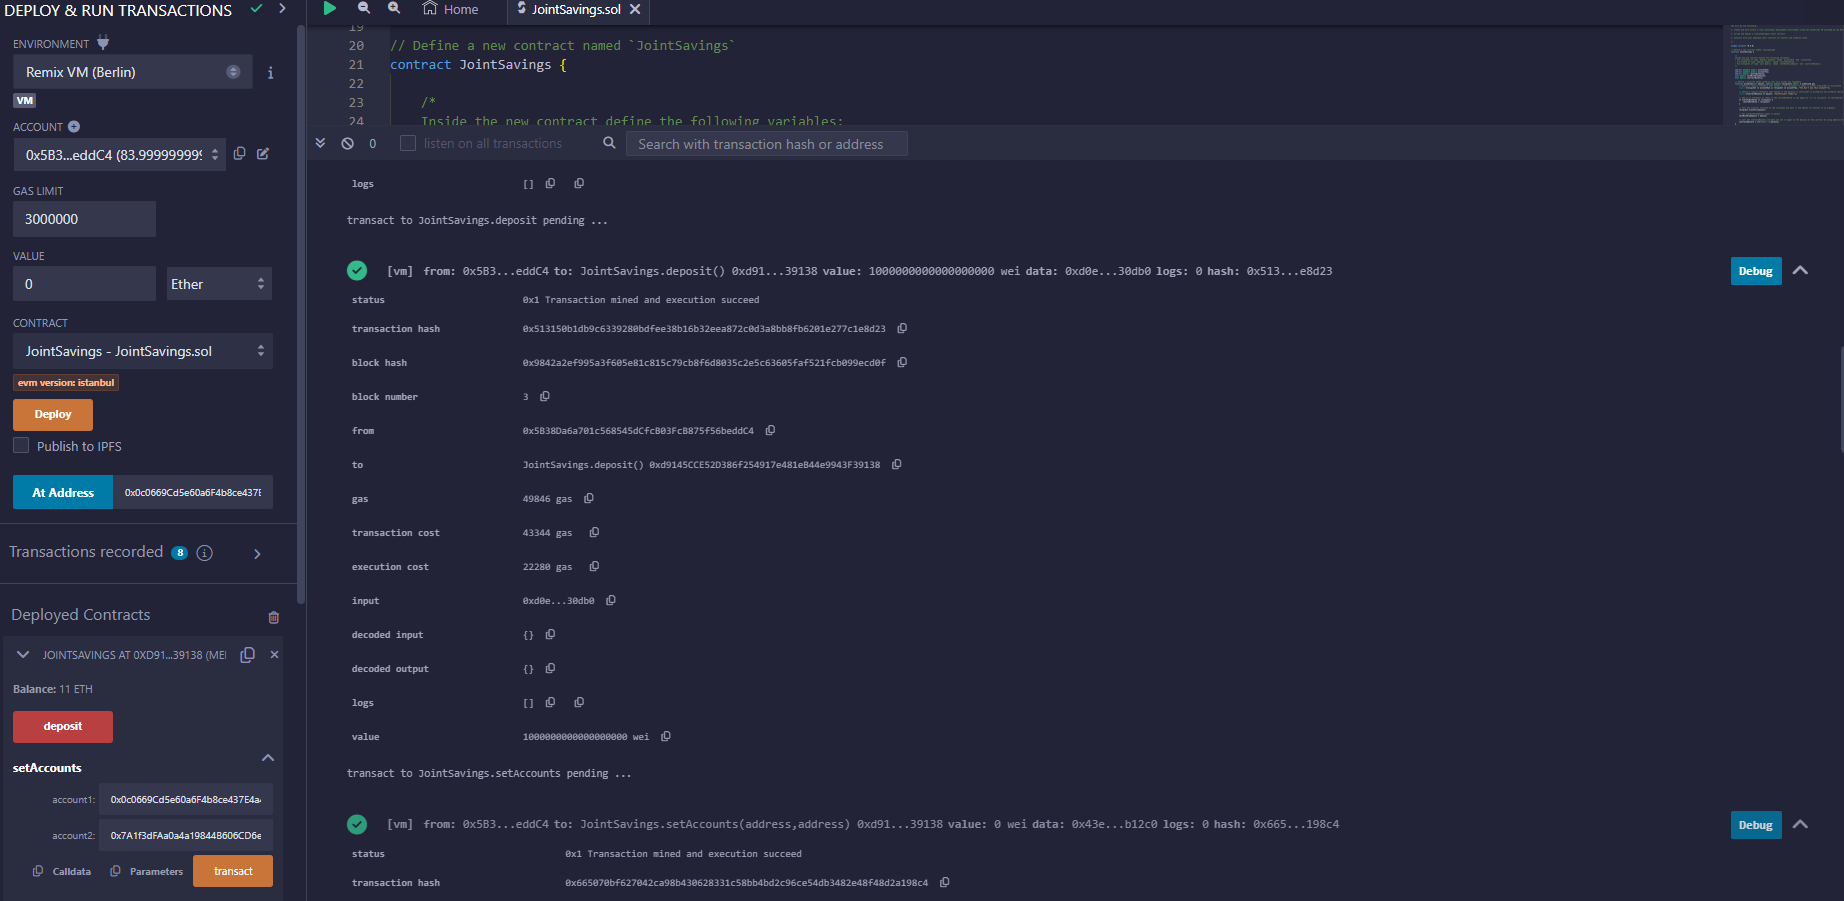 DEPLOY & RUN TRANSACTIONS
ENVIRONMENT
Remix VM (Berlin)
VM
ACCOUNT
0x5B3...eddC4 (83.999999999
GAS LIMIT
3000000
VALUE
0
Ether
CONTRACT
JointSavings - JointSavings.sol
evm version: istanbul
Deploy
Publish to IPFS
At Address
0x0c0669Cd5e60a6F4b8ce437E
Transactions recorded 8
Deployed Contracts
JOINTSAVINGS AT 0XD91...39138 (MEI
Balance: 11 ETH
deposit
setAccounts
account1: 0x0c0669Cd5e60a6F4b8ce437E4a
account2: 0x7A1f3dFAa0a4a19844B606CD6e
Calldata Parameters transact
Home JointSavings.sol
19
20 // Define a new contract named `JointSavings`
21 contract JointSavings {
22
23 /*
24 Inside the new contract define the following variables:
0 listen on all transactions Search with transaction hash or address
logs []
transact to JointSavings.deposit pending ...
[vm] from: 0x5B3...eddC4 to: JointSavings.deposit() 0xd91...39138 value: 1000000000000000000 wei data: 0xd0e...30db0 logs: 0 hash: 0x513...e8d23 Debug
status 0x1 Transaction mined and execution succeed
transaction hash 0x513150b1db9c6339280bdfee38b16b32eea872c0d3a8bb8fb6201e277c1e8d23
block hash 0x9842a2ef995a3f605e81c815c79cb8f6d8035c2e5c63605faf521fcb099ecd0f
block number 3
from 0x5B38Da6a701c568545dCfcB03FcB875f56beddC4
to JointSavings.deposit() 0xd9145CCE52D386f254917e481eB44e9943F39138
gas 49846 gas
transaction cost 43344 gas
execution cost 22280 gas
input 0xd0e...30db0
decoded input {}
decoded output {}
logs []
value 1000000000000000000 wei
transact to JointSavings.setAccounts pending ...
[vm] from: 0x5B3...eddC4 to: JointSavings.setAccounts(address,address) 0xd91...39138 value: 0 wei data: 0x43e...b12c0 logs: 0 hash: 0x665...198c4 Debug
status 0x1 Transaction mined and execution succeed
transaction hash 0x665070bf627042ca98b430628331c58bb4bd2c96ce54db3482e48f48d2a198c4